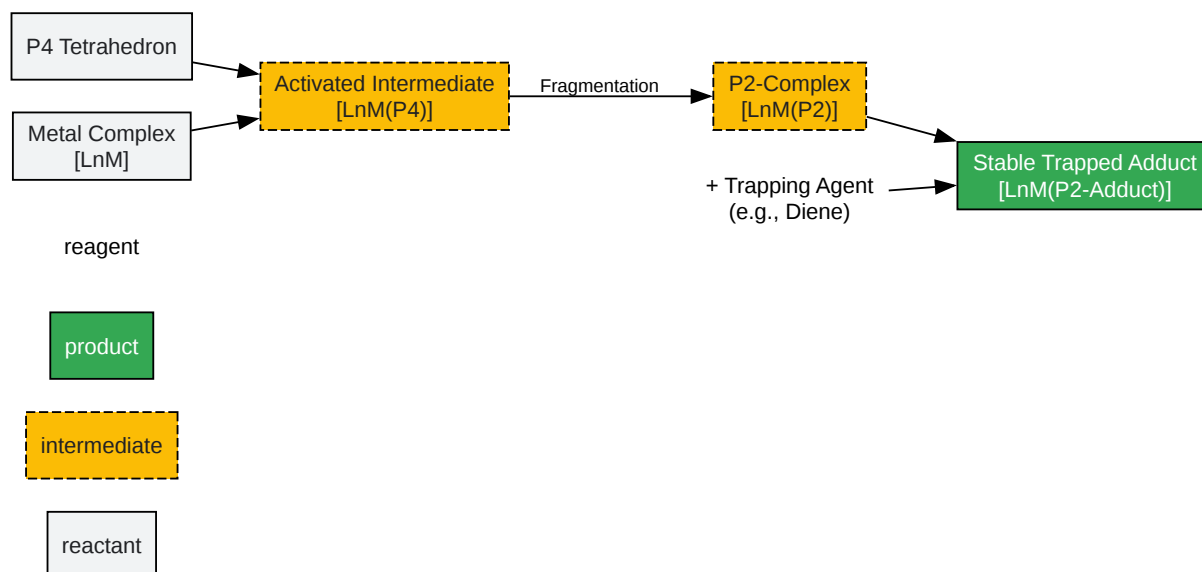 P4 Tetrahedron
Metal Complex
[LnM]
Activated Intermediate
[LnM(P4)]
Fragmentation
P2-Complex
[LnM(P2)]
+ Trapping Agent
(e.g., Diene)
Stable Trapped Adduct
[LnM(P2-Adduct)]
reagent
product
intermediate
reactant